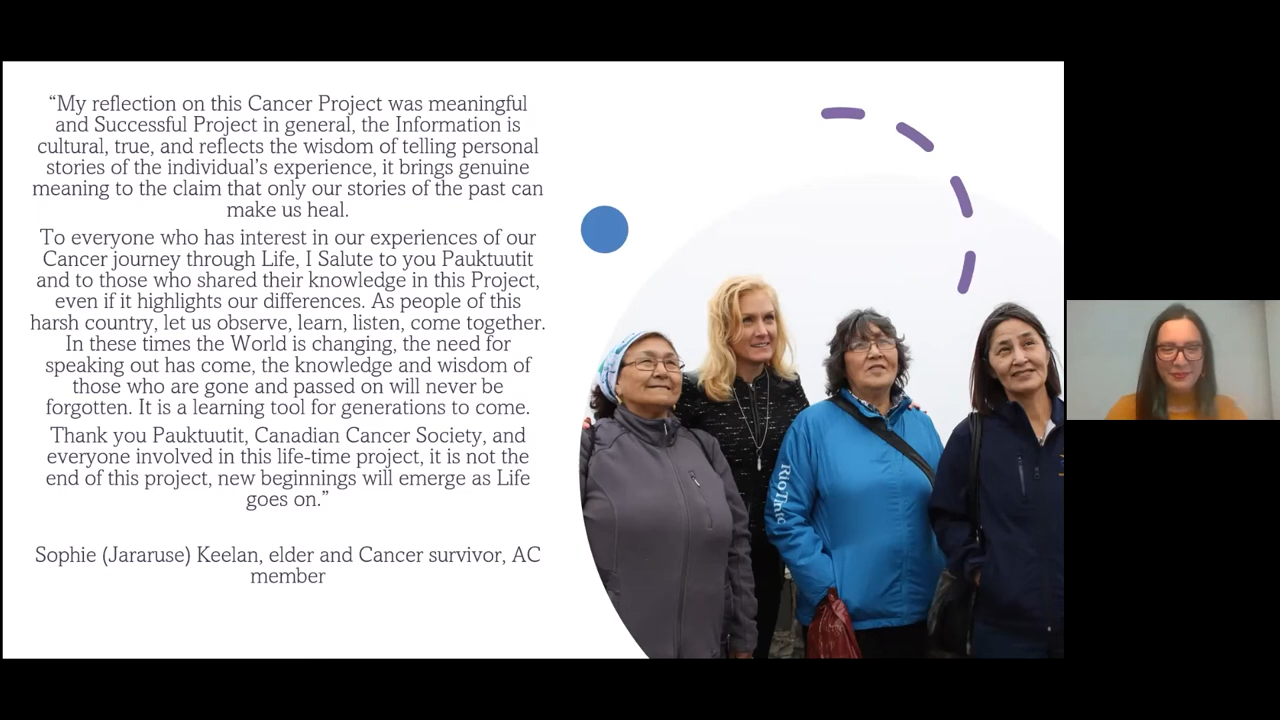 “My reflection on this Cancer Project was meaningful
and Successful Project in general, the Information is
cultural, true, and reflects the wisdom of telling personal
stories of the individual’s experience, it brings genuine
meaning to the claim that only our stories of the past can
make us heal.
To everyone who has interest in our experiences of our
Cancer journey through Life, I Salute to you Pauktuutit
and to those who shared their knowledge in this Project,
even if it highlights our differences. As people of this
harsh country, let us observe, learn, listen, come together.
In these times the World is changing, the need for
speaking out has come, the knowledge and wisdom of
those who are gone and passed on will never be
forgotten. It is a learning tool for generations to come.
Thank you Pauktuutit, Canadian Cancer Society, and
everyone involved in this life-time project, it is not the
end of this project, new beginnings will emerge as Life
goes on.”
Sophie (Jararuse) Keelan, elder and Cancer survivor, AC
member
RioTinto